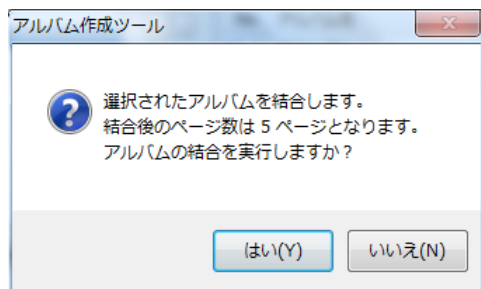 アルバム作成ツール
選択されたアルバムを結合します。
結合後のページ数は 5 ページとなります。
アルバムの結合を実行しますか？
はい(Y)
いいえ(N)